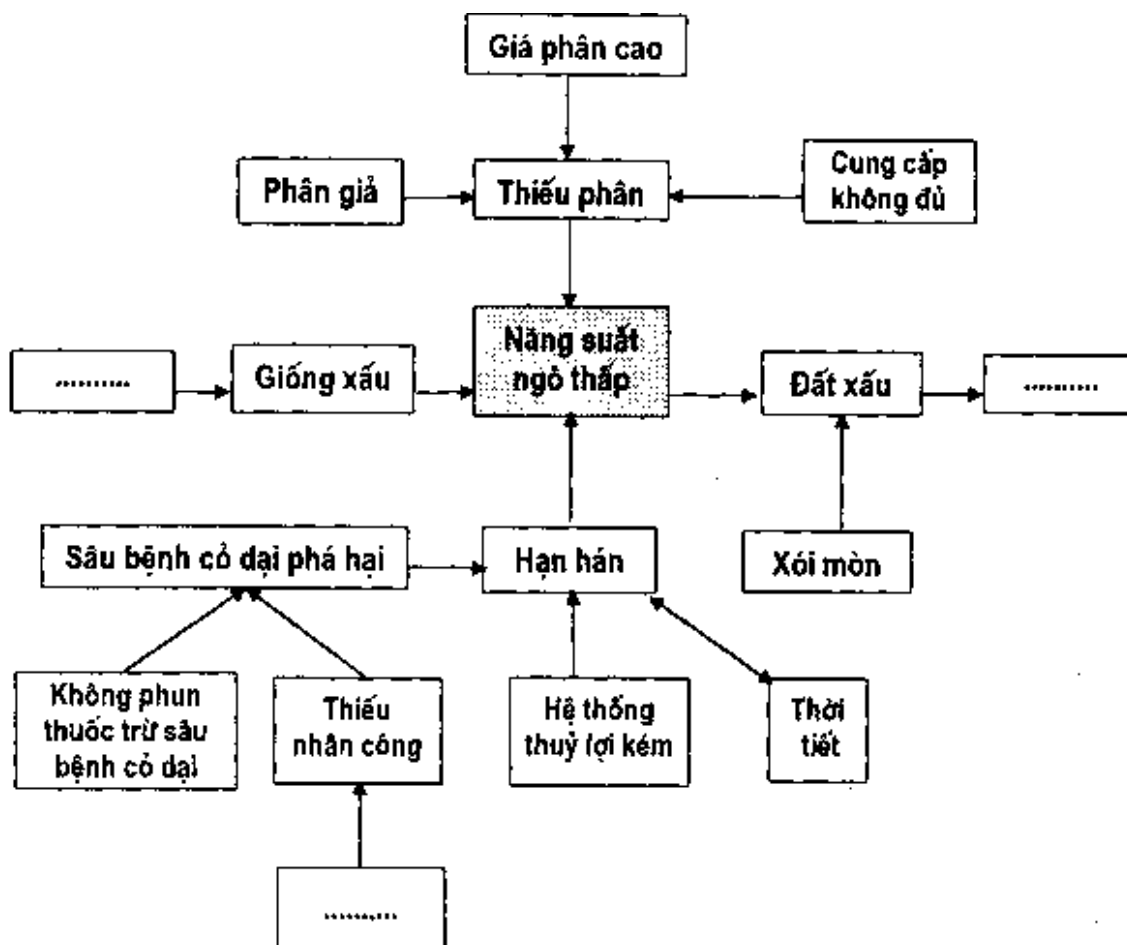 Giá phân cao
Phân giả
Thiếu phân
Cung cấp
không đủ
..........
Giống xấu
Năng suất
ngô thấp
Đất xấu
..........
Sâu bệnh cỏ dại phá hại
Hạn hán
Xói mòn
Không phun
thuốc trừ sâu
bệnh cỏ dại
Thiếu
nhân công
Hệ thống
thuỷ lợi kém
Thời
tiết
..........